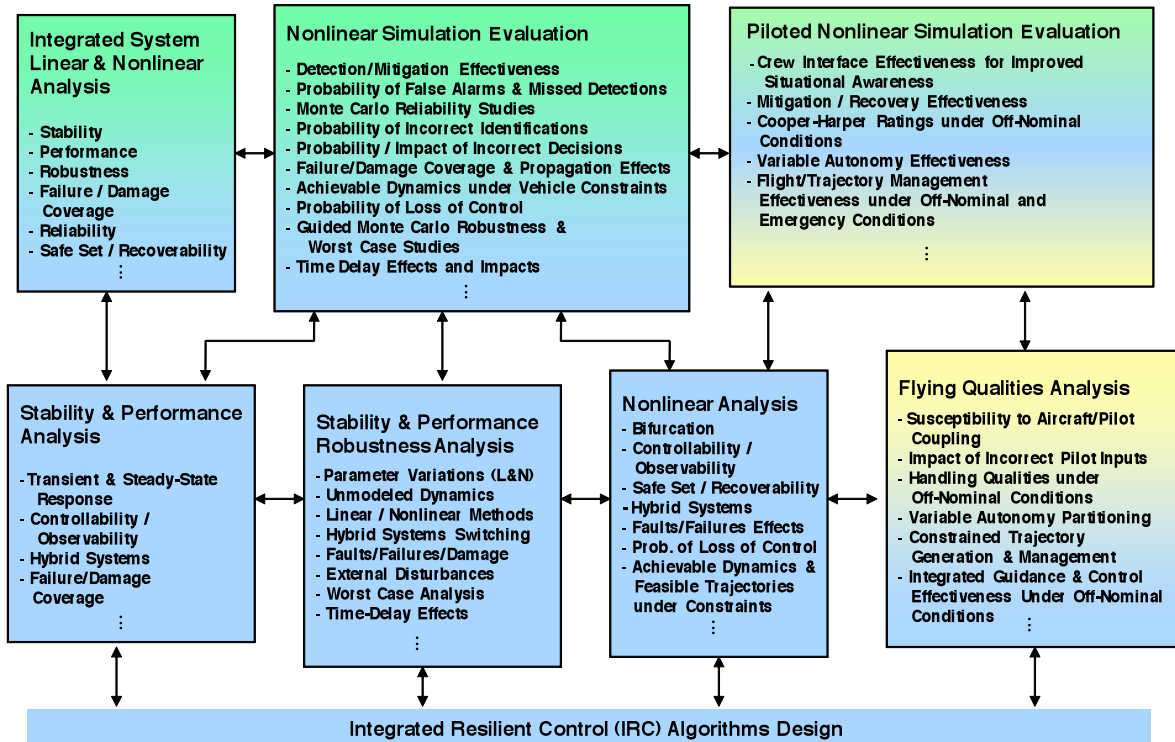 Integrated System
Linear & Nonlinear
Analysis
- Stability
- Performance
- Robustness
- Failure / Damage
Coverage
- Reliability
- Safe Set / Recoverability
⋮
Nonlinear Simulation Evaluation
- Detection/Mitigation Effectiveness
- Probability of False Alarms & Missed Detections
- Monte Carlo Reliability Studies
- Probability of Incorrect Identifications
- Probability / Impact of Incorrect Decisions
- Failure/Damage Coverage & Propagation Effects
- Achievable Dynamics under Vehicle Constraints
- Probability of Loss of Control
- Guided Monte Carlo Robustness &
Worst Case Studies
- Time Delay Effects and Impacts
⋮
Piloted Nonlinear Simulation Evaluation
- Crew Interface Effectiveness for Improved
Situational Awareness
- Mitigation / Recovery Effectiveness
- Cooper-Harper Ratings under Off-Nominal
Conditions
- Variable Autonomy Effectiveness
- Flight/Trajectory Management
Effectiveness under Off-Nominal and
Emergency Conditions
⋮
Stability & Performance
Analysis
- Transient & Steady-State
Response
- Controllability /
Observability
- Hybrid Systems
- Failure/Damage
Coverage
⋮
Stability & Performance
Robustness Analysis
- Parameter Variations (L&N)
- Unmodeled Dynamics
- Linear / Nonlinear Methods
- Hybrid Systems Switching
- Faults/Failures/Damage
- External Disturbances
- Worst Case Analysis
- Time-Delay Effects
⋮
Nonlinear Analysis
- Bifurcation
- Controllability /
Observability
- Safe Set / Recoverability
- Hybrid Systems
- Faults/Failures Effects
- Prob. of Loss of Control
- Achievable Dynamics &
Feasible Trajectories
under Constraints
⋮
Flying Qualities Analysis
- Susceptibility to Aircraft/Pilot
Coupling
- Impact of Incorrect Pilot Inputs
- Handling Qualities under
Off-Nominal Conditions
- Variable Autonomy Partitioning
- Constrained Trajectory
Generation & Management
- Integrated Guidance & Control
Effectiveness Under Off-Nominal
Conditions
⋮
Integrated Resilient Control (IRC) Algorithms Design